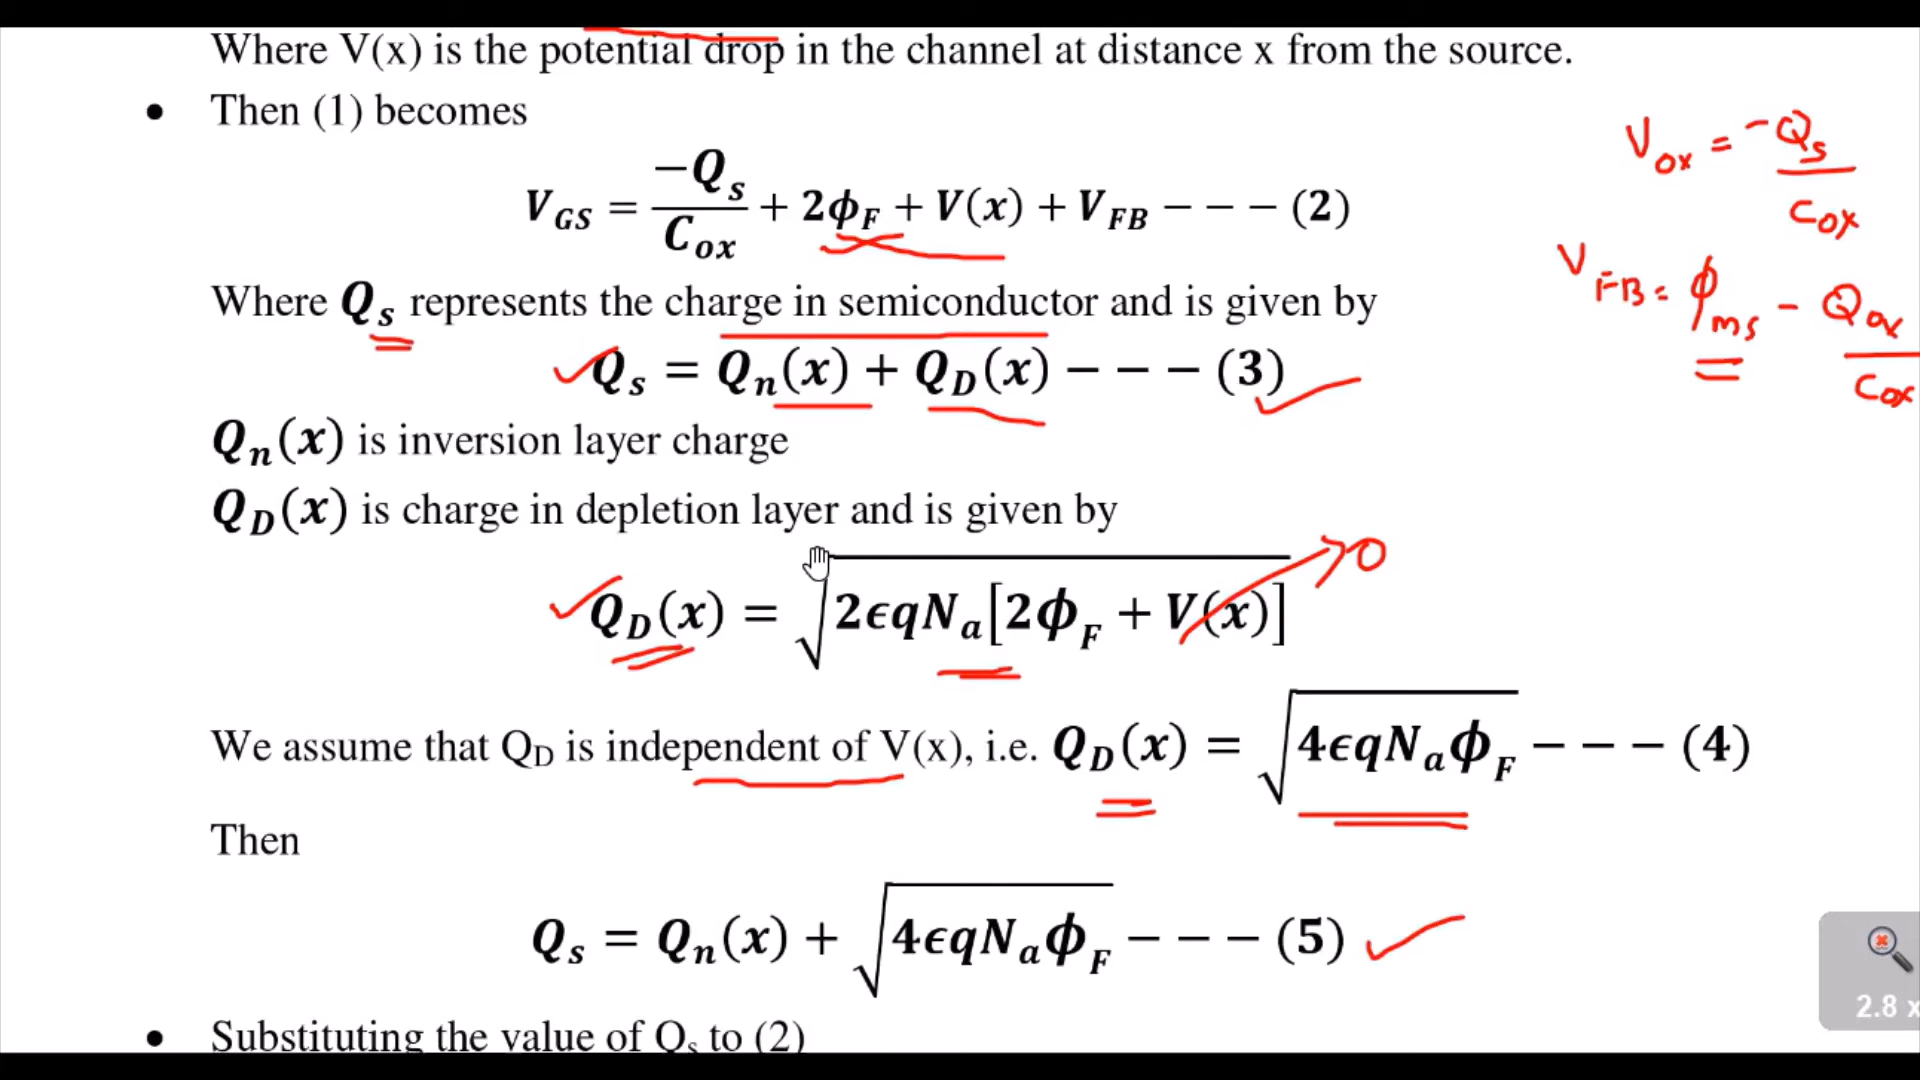 Where V(x) is the potential drop in the channel at distance x from the source.
• Then (1) becomes
V_GS = −Q_s / C_ox + 2ϕ_F + V(x) + V_FB − − − (2)
V_ox = −Q_s / C_ox
V_FB = ϕ_ms − Q_ox / C_ox
Where Q_s represents the charge in semiconductor and is given by
Q_s = Q_n(x) + Q_D(x) − − − (3)
Q_n(x) is inversion layer charge
Q_D(x) is charge in depletion layer and is given by
Q_D(x) = √2ϵqN_a[2ϕ_F + V(x)] → 0
We assume that Q_D is independent of V(x), i.e. Q_D(x) = √4ϵqN_aϕ_F − − − (4)
Then
Q_s = Q_n(x) + √4ϵqN_aϕ_F − − − (5)
• Substituting the value of Q_s to (2)
2.8 x